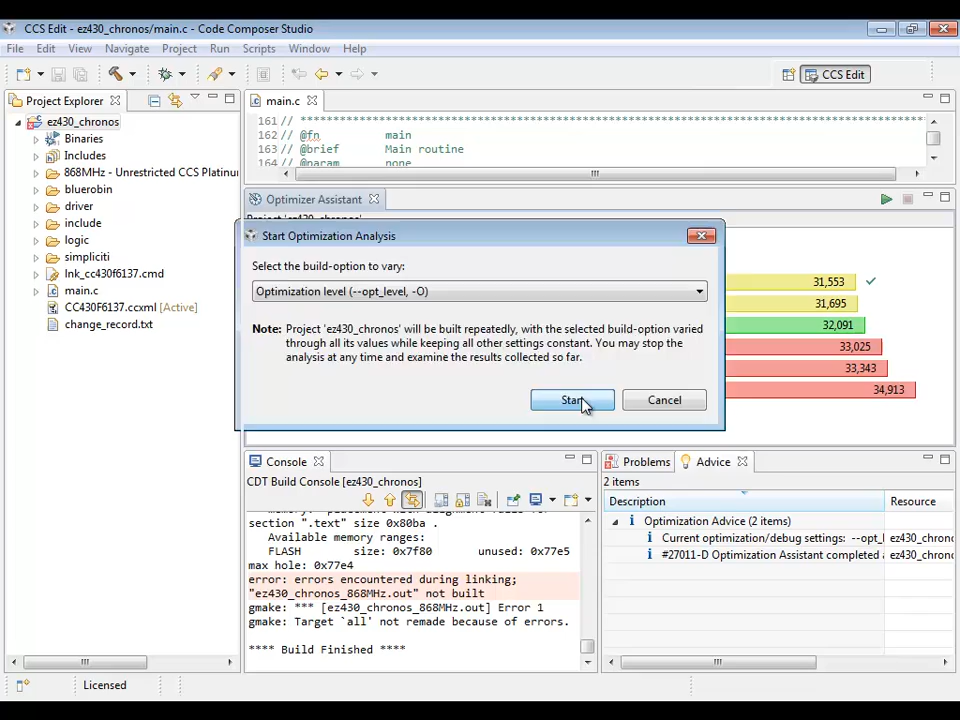 CCS Edit - ez430_chronos/main.c - Code Composer Studio
File Edit View Navigate Project Run Scripts Window Help
CCS Edit
Project Explorer
ez430_chronos
Binaries
Includes
868MHz - Unrestricted CCS Platinu
bluerobin
driver
include
logic
simpliciti
lnk_cc430f6137.cmd
main.c
CC430F6137.ccxml [Active]
change_record.txt
main.c
161 // ************************************************************
162 // @fn main
163 // @brief Main routine
164 // @param none
Optimizer Assistant
Project 'ez430_chronos'
Start Optimization Analysis
Select the build-option to vary:
Optimization level (--opt_level, -O)
Note: Project 'ez430_chronos' will be built repeatedly, with the selected build-option varied
through all its values while keeping all other settings constant. You may stop the
analysis at any time and examine the results collected so far.
Start Cancel
31,553
31,695
32,091
33,025
33,343
34,913
Console
CDT Build Console [ez430_chronos]
section ".text" size 0x80ba .
Available memory ranges:
FLASH size: 0x7f80 unused: 0x77e5
max hole: 0x77e4
error: errors encountered during linking;
"ez430_chronos_868MHz.out" not built
gmake: *** [ez430_chronos_868MHz.out] Error 1
gmake: Target `all' not remade because of errors.
**** Build Finished ****
Problems Advice
2 items
Description Resource
Optimization Advice (2 items)
Current optimization/debug settings: --opt_l ez430_chrono
#27011-D Optimization Assistant completed a ez430_chrono
Licensed